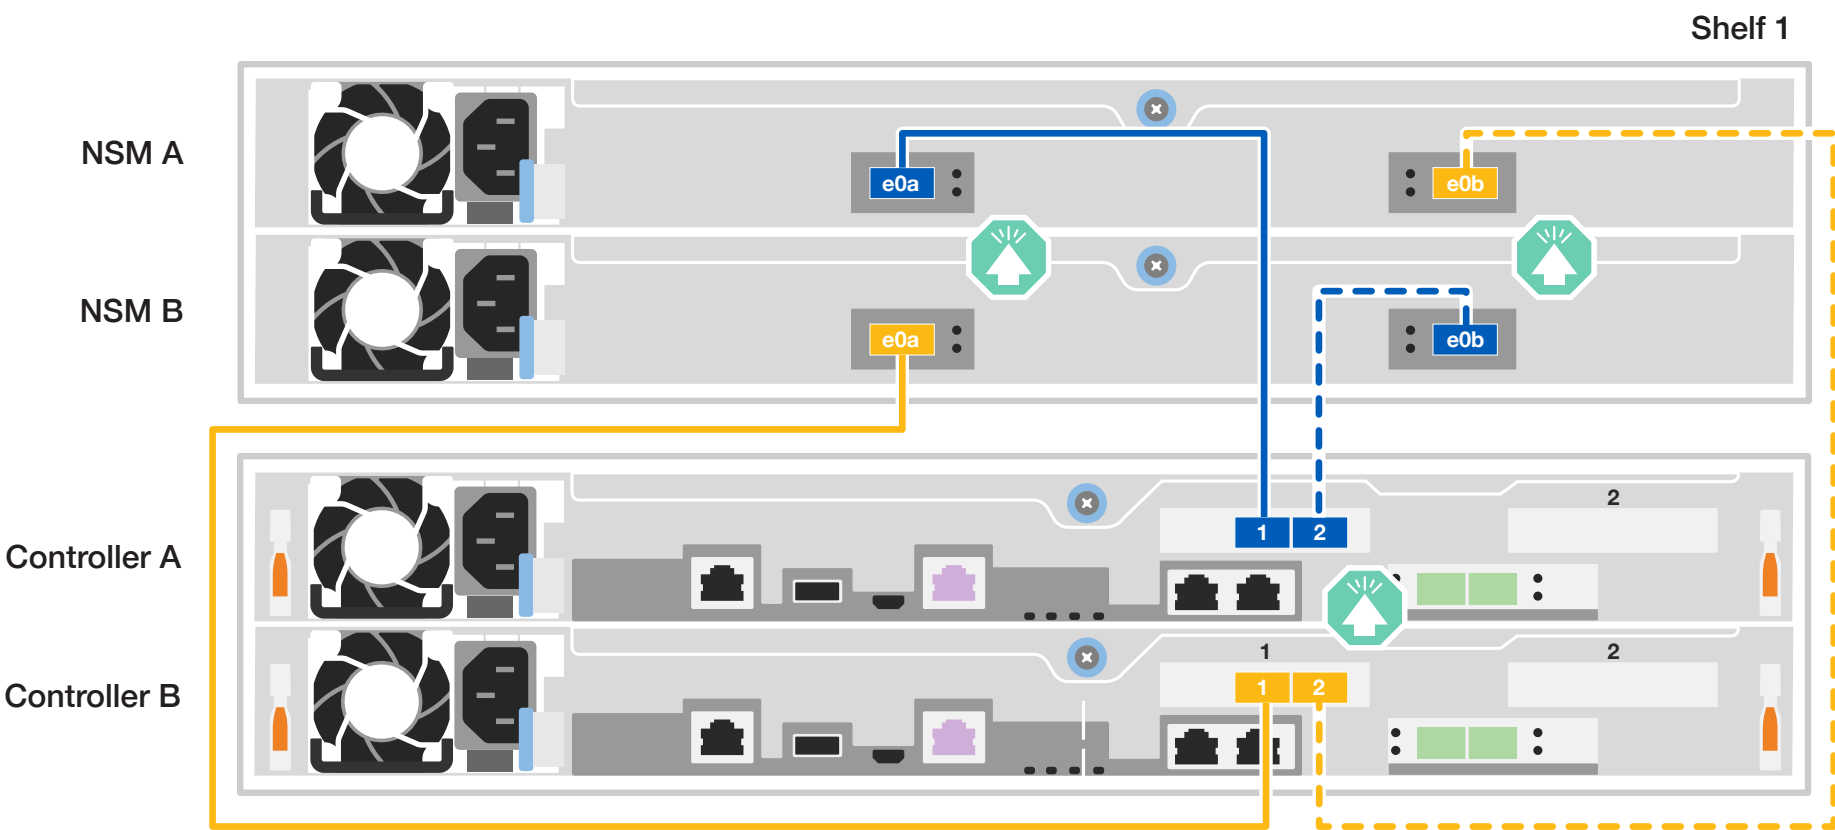 Shelf 1
NSM A
e0a
e0b
NSM B
e0a
e0b
Controller A
2
1 2
Controller B
1
2
1 2